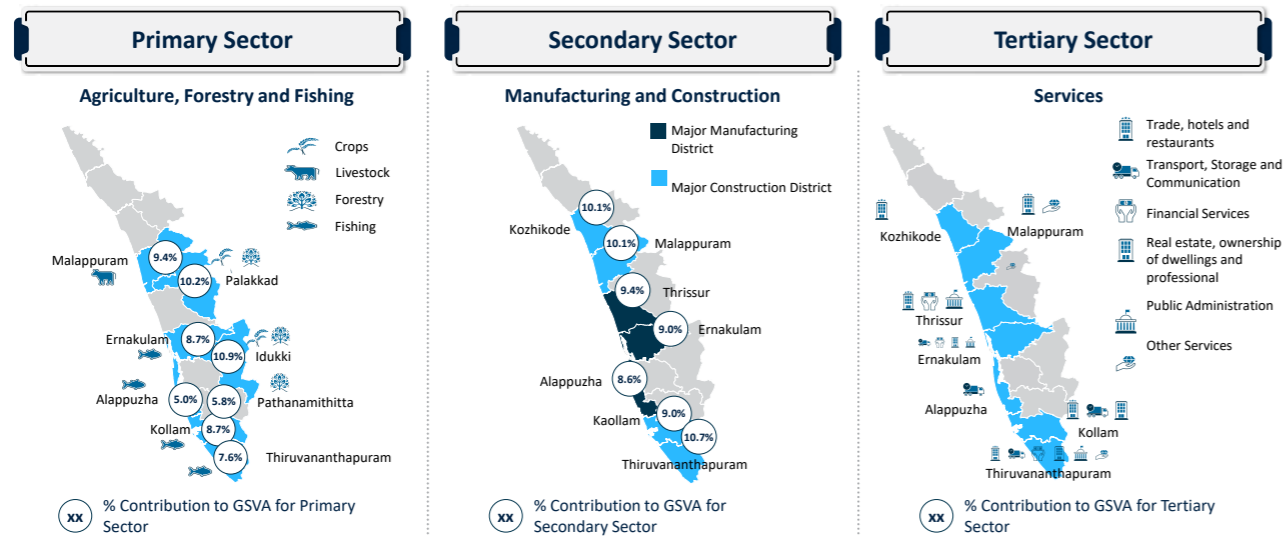 Primary Sector
Secondary Sector
Tertiary Sector
Agriculture, Forestry and Fishing
Crops
Livestock
Forestry
Fishing
9.4%
Malappuram
10.2%
Palakkad
Ernakulam
8.7%
10.9%
Idukki
Alappuzha
5.0%
5.8%
Pathanamithitta
Kollam
8.7%
7.6%
Thiruvananthapuram
xx
% Contribution to GSVA for Primary
Sector
Manufacturing and Construction
Major Manufacturing
District
Major Construction District
10.1%
Kozhikode
10.1%
Malappuram
9.4%
Thrissur
9.0%
Ernakulam
Alappuzha
8.6%
Kaollam
9.0%
10.7%
Thiruvananthapuram
xx
% Contribution to GSVA for
Secondary Sector
Services
Trade, hotels and
restaurants
Transport, Storage and
Communication
Financial Services
Real estate, ownership
of dwellings and
professional
Public Administration
Other Services
Kozhikode
Malappuram
Thrissur
Ernakulam
Alappuzha
Kollam
Thiruvananthapuram
xx
% Contribution to GSVA for Tertiary
Sector